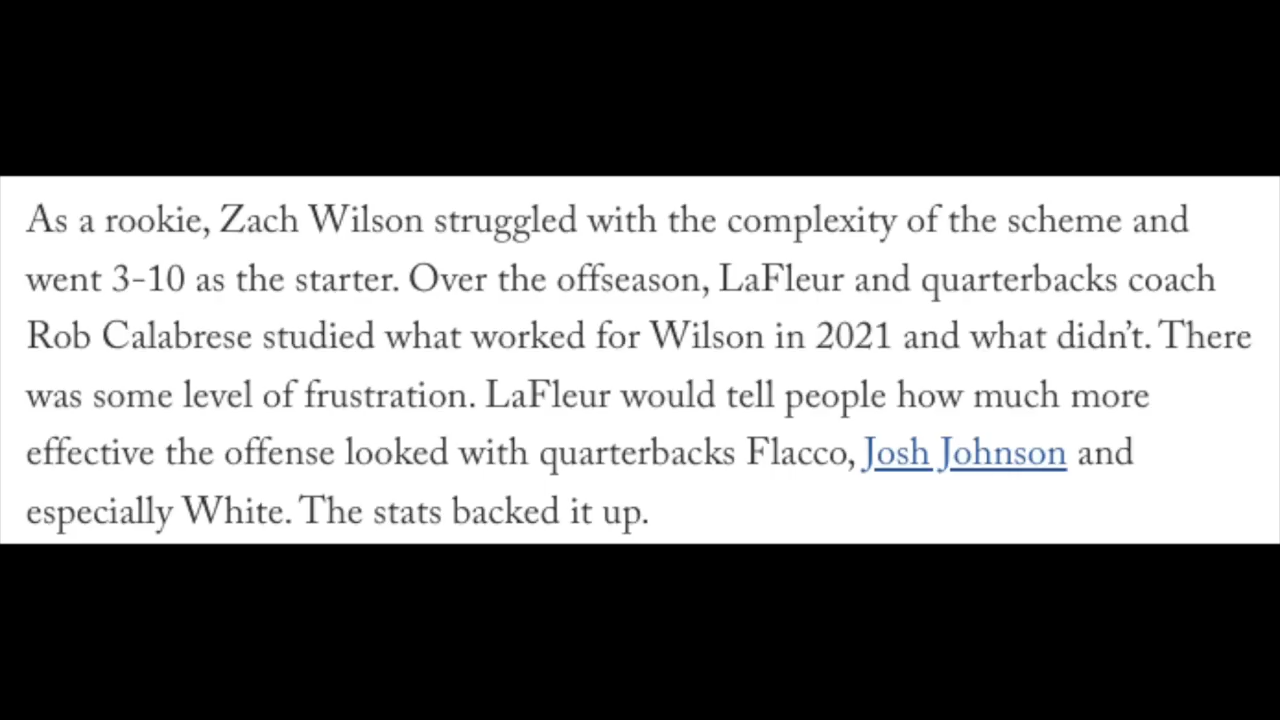 As a rookie, Zach Wilson struggled with the complexity of the scheme and
went 3-10 as the starter. Over the offseason, LaFleur and quarterbacks coach
Rob Calabrese studied what worked for Wilson in 2021 and what didn’t. There
was some level of frustration. LaFleur would tell people how much more
effective the offense looked with quarterbacks Flacco, Josh Johnson and
especially White. The stats backed it up.